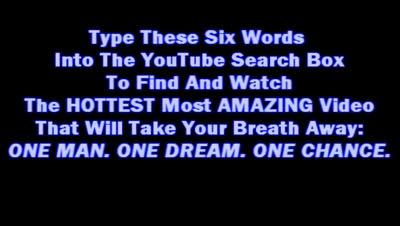 Type These Six Words
Into The YouTube Search Box
To Find And Watch
The HOTTEST Most AMAZING Video
That Will Take Your Breath Away:
ONE MAN. ONE DREAM. ONE CHANCE.